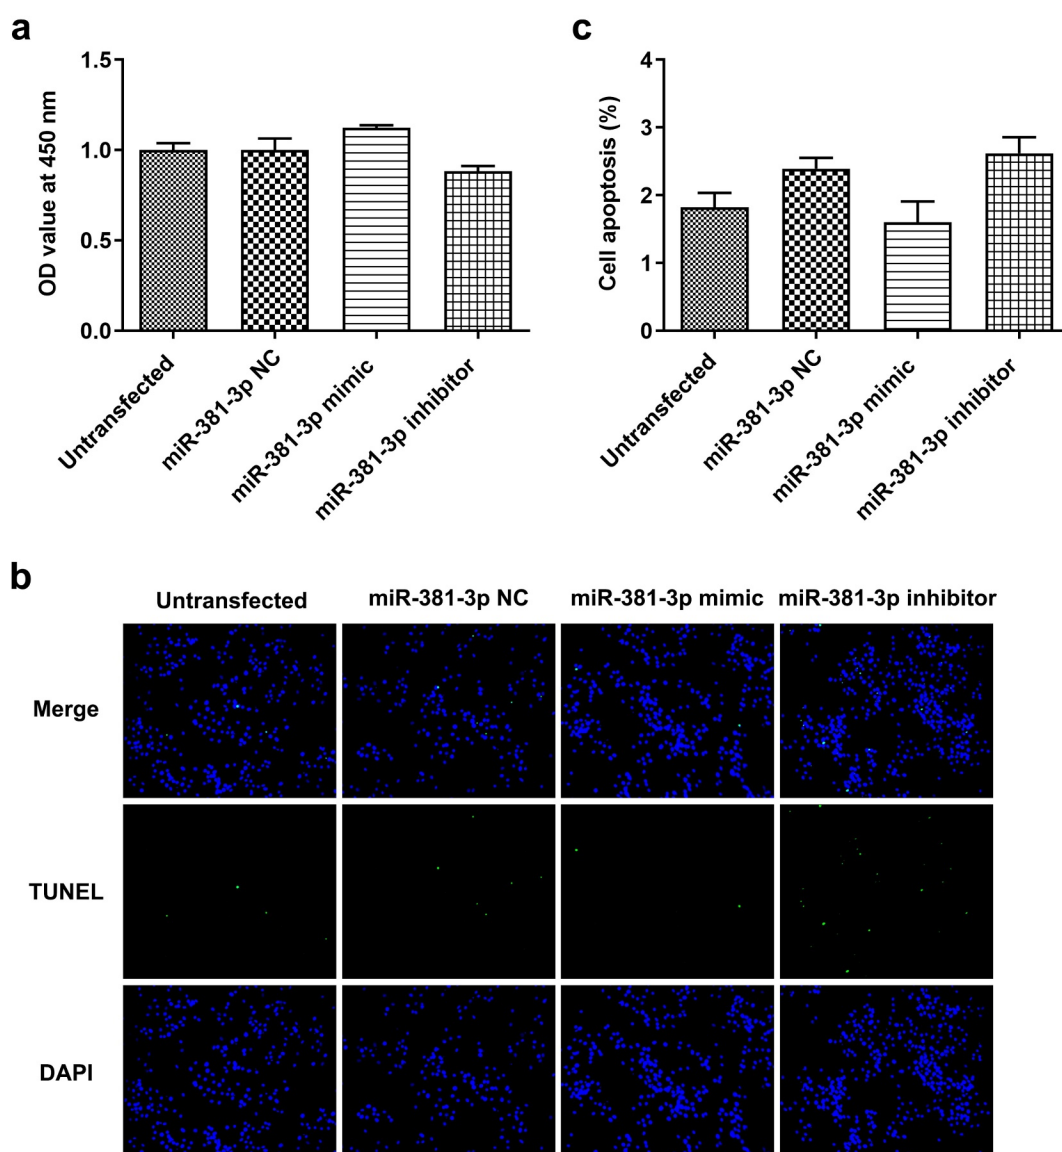 a
OD value at 450 nm
1.5
1.0
0.5
0.0
Untransfected
miR-381-3p NC
miR-381-3p mimic
miR-381-3p inhibitor
c
Cell apoptosis (%)
4
3
2
1
0
Untransfected
miR-381-3p NC
miR-381-3p mimic
miR-381-3p inhibitor
b
Untransfected miR-381-3p NC miR-381-3p mimic miR-381-3p inhibitor
Merge
TUNEL
DAPI